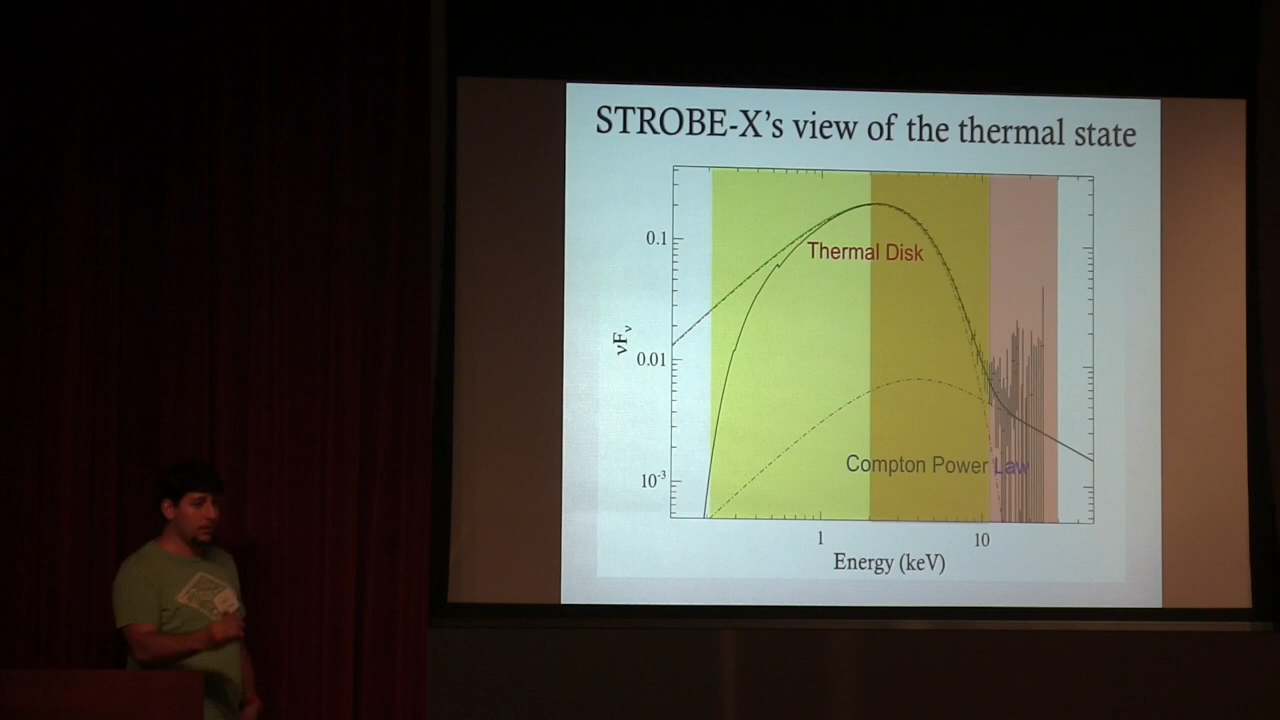 STROBE-X's view of the thermal state
0.1
Thermal Disk
νFν
0.01
Compton Power Law
10-3
1
10
Energy (keV)